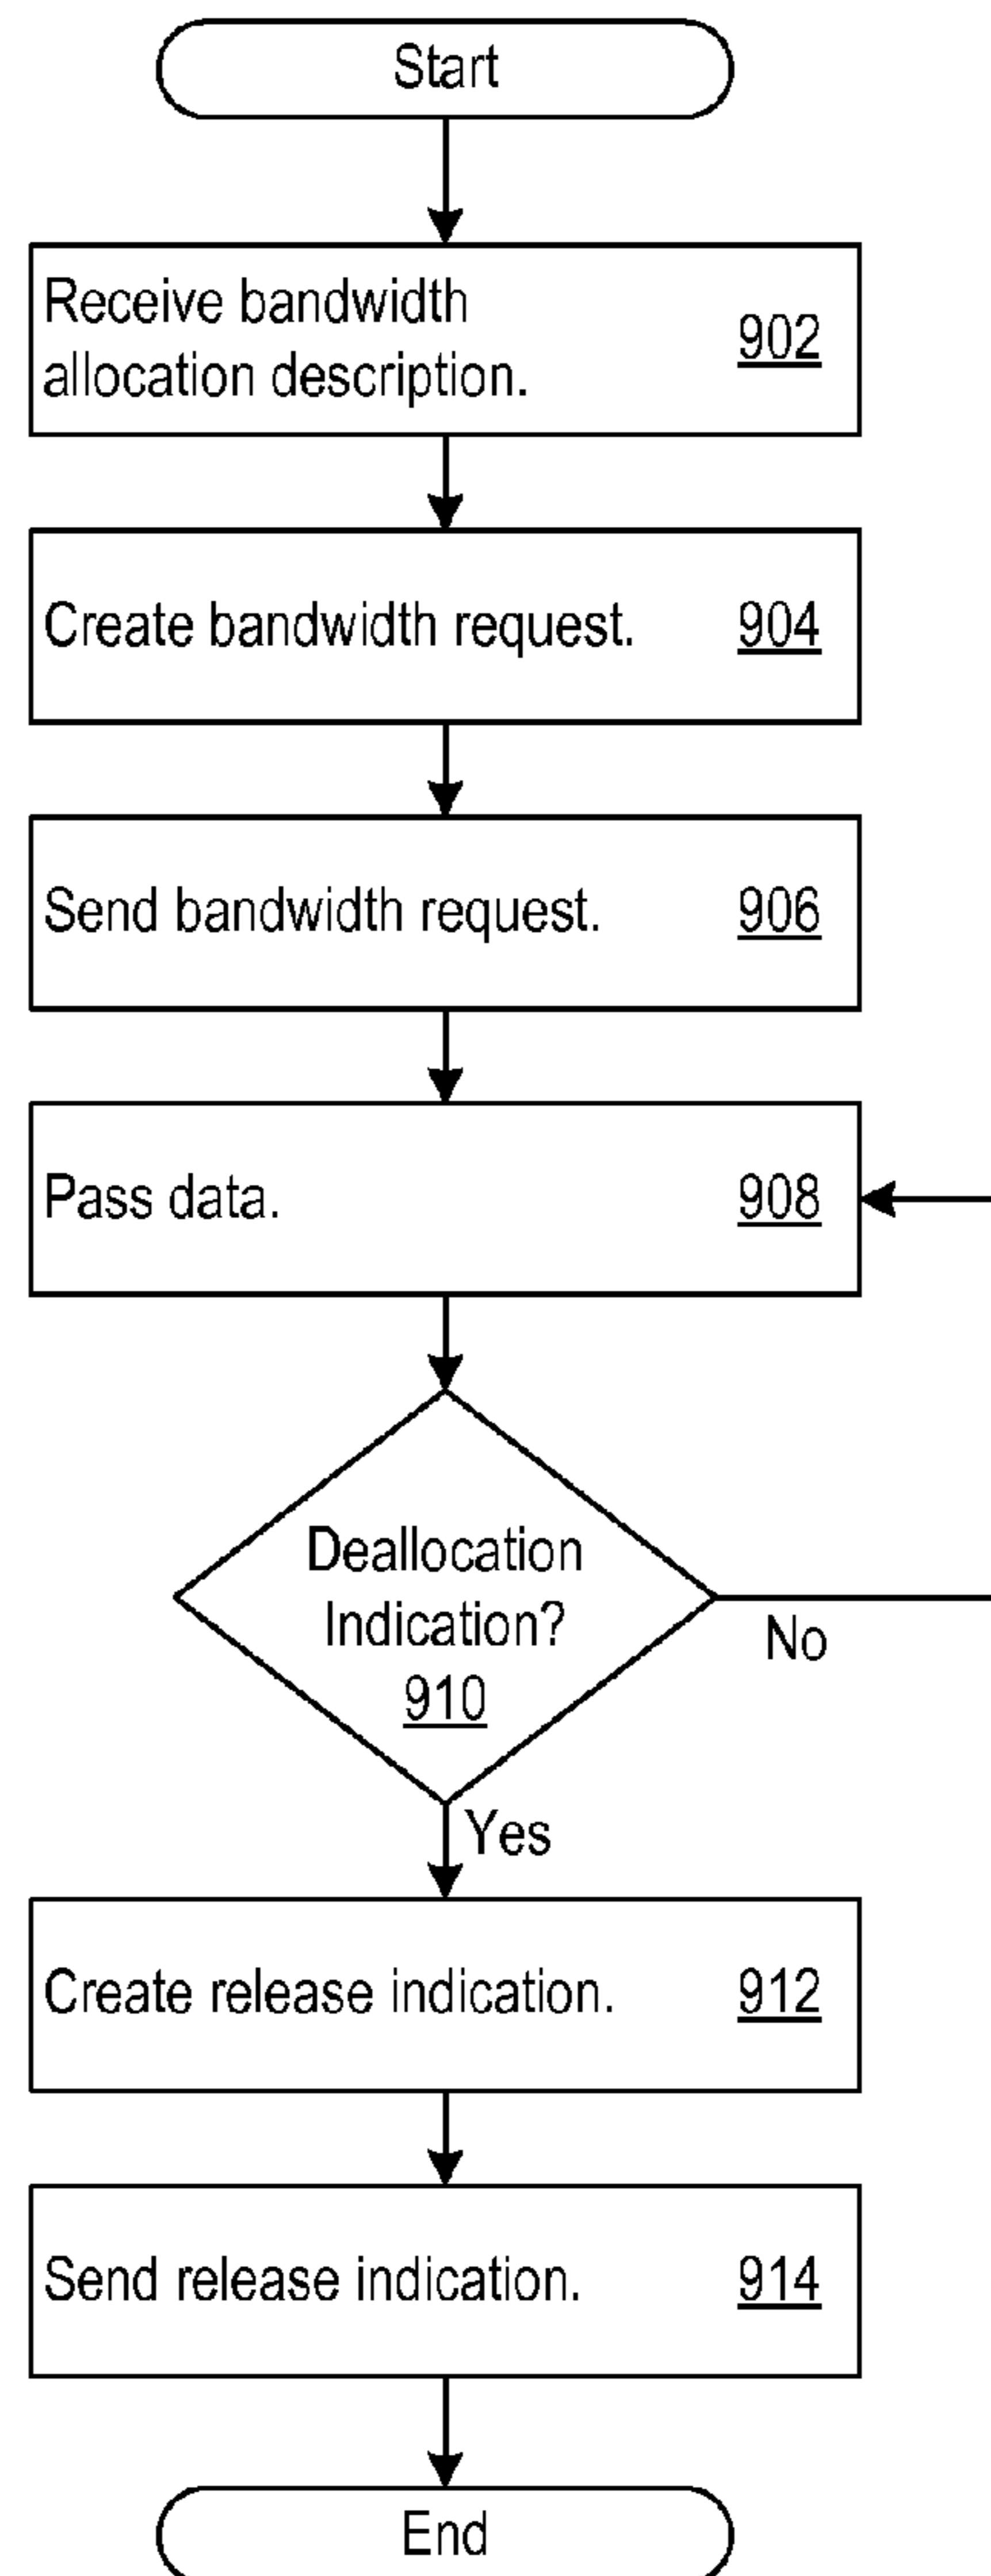 Start
Receive bandwidth
allocation description.
902
Create bandwidth request. 904
Send bandwidth request. 906
Pass data. 908
Deallocation
Indication?
910
No
Yes
Create release indication. 912
Send release indication. 914
End